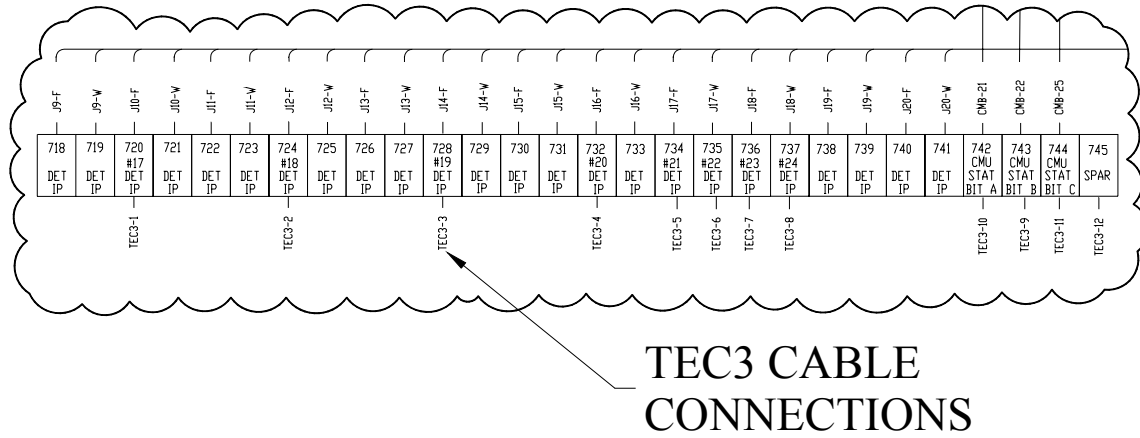 J9-F
J9-W
J10-F
J10-W
J11-F
J11-W
J12-F
J12-W
J13-F
J13-W
J14-F
J14-W
J15-F
J15-W
J16-F
J16-W
J17-F
J17-W
J18-F
J18-W
J19-F
J19-W
J20-F
J20-W
CMB-21
CMB-22
CMB-25
718
DET
IP
719
DET
IP
720
#17
DET
IP
721
DET
IP
722
DET
IP
723
DET
IP
724
#18
DET
IP
725
DET
IP
726
DET
IP
727
DET
IP
728
#19
DET
IP
729
DET
IP
730
DET
IP
731
DET
IP
732
#20
DET
IP
733
DET
IP
734
#21
DET
IP
735
#22
DET
IP
736
#23
DET
IP
737
#24
DET
IP
738
DET
IP
739
DET
IP
740
DET
IP
741
DET
IP
742
CMU
STAT
BIT A
743
CMU
STAT
BIT B
744
CMU
STAT
BIT C
745
SPAR
TEC3-1
TEC3-2
TEC3-3
TEC3-4
TEC3-5
TEC3-6
TEC3-7
TEC3-8
TEC3-10
TEC3-9
TEC3-11
TEC3-12
TEC3 CABLE
CONNECTIONS